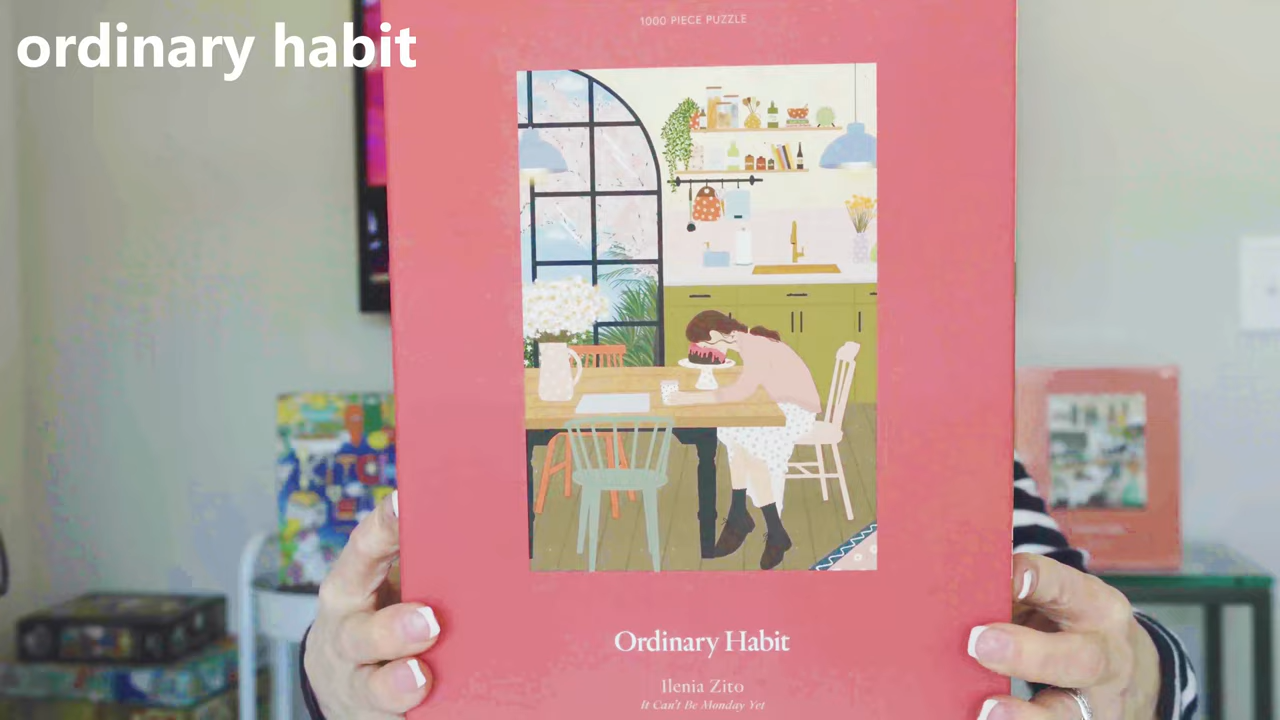 ordinary habit
1000 PIECE PUZZLE
Ordinary Habit
Ilenia Zito
It Can't Be Monday Yet